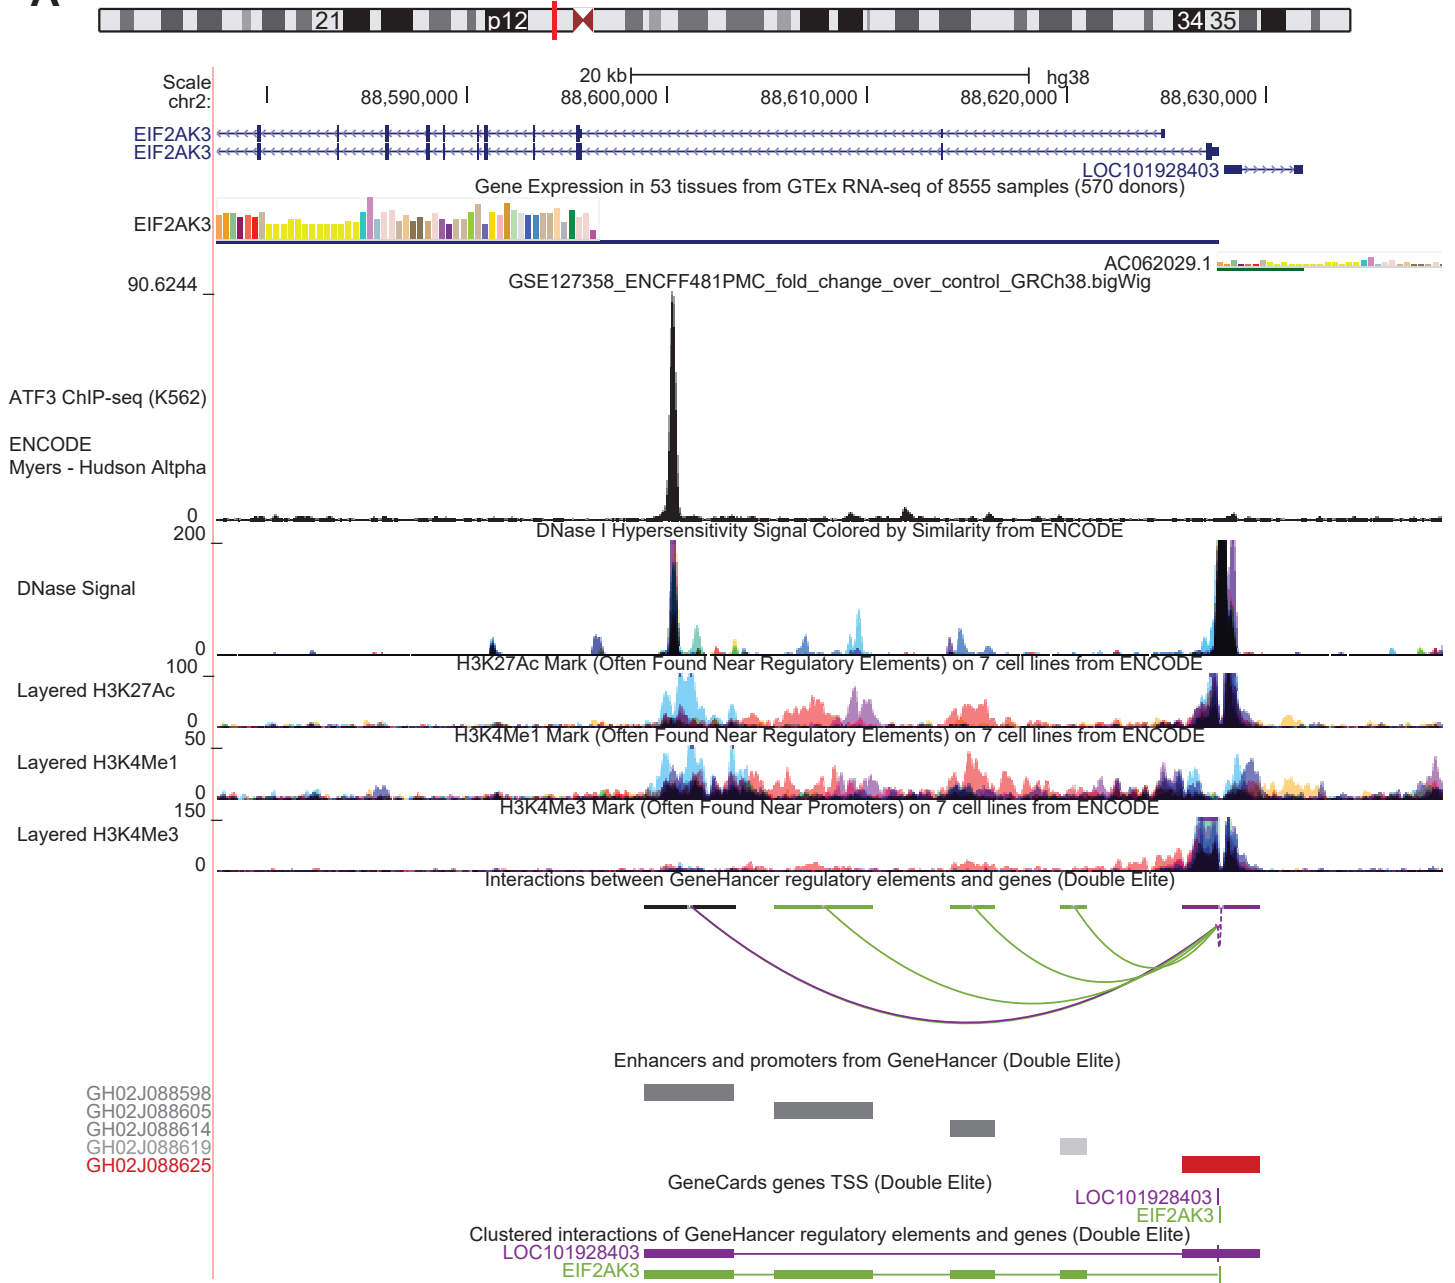 A
21 p12 34 35
Scale 20 kb hg38
chr2: 88,590,000 88,600,000 88,610,000 88,620,000 88,630,000
EIF2AK3
EIF2AK3
LOC101928403
Gene Expression in 53 tissues from GTEx RNA-seq of 8555 samples (570 donors)
EIF2AK3
AC062029.1
90.6244
GSE127358_ENCFF481PMC_fold_change_over_control_GRCh38.bigWig
ATF3 ChIP-seq (K562)
ENCODE
Myers - Hudson Altpha
0
200
DNase I Hypersensitivity Signal Colored by Similarity from ENCODE
DNase Signal
0
100
H3K27Ac Mark (Often Found Near Regulatory Elements) on 7 cell lines from ENCODE
Layered H3K27Ac
0
50
H3K4Me1 Mark (Often Found Near Regulatory Elements) on 7 cell lines from ENCODE
Layered H3K4Me1
0
150
H3K4Me3 Mark (Often Found Near Promoters) on 7 cell lines from ENCODE
Layered H3K4Me3
0
Interactions between GeneHancer regulatory elements and genes (Double Elite)
Enhancers and promoters from GeneHancer (Double Elite)
GH02J088598
GH02J088605
GH02J088614
GH02J088619
GH02J088625
GeneCards genes TSS (Double Elite)
LOC101928403
EIF2AK3
Clustered interactions of GeneHancer regulatory elements and genes (Double Elite)
LOC101928403
EIF2AK3